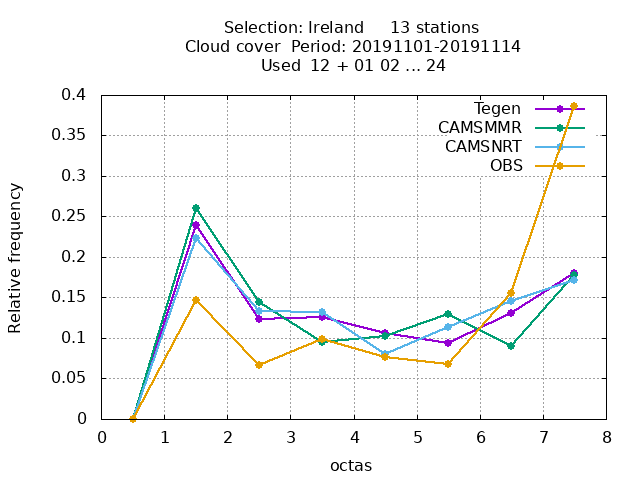 Selection: Ireland 13 stations
Cloud cover Period: 20191101-20191114
Used 12 + 01 02 ... 24
Relative frequency
0.4
0.35
0.3
0.25
0.2
0.15
0.1
0.05
0
Tegen
CAMSMMR
CAMSNRT
OBS
0 1 2 3 4 5 6 7 8
octas